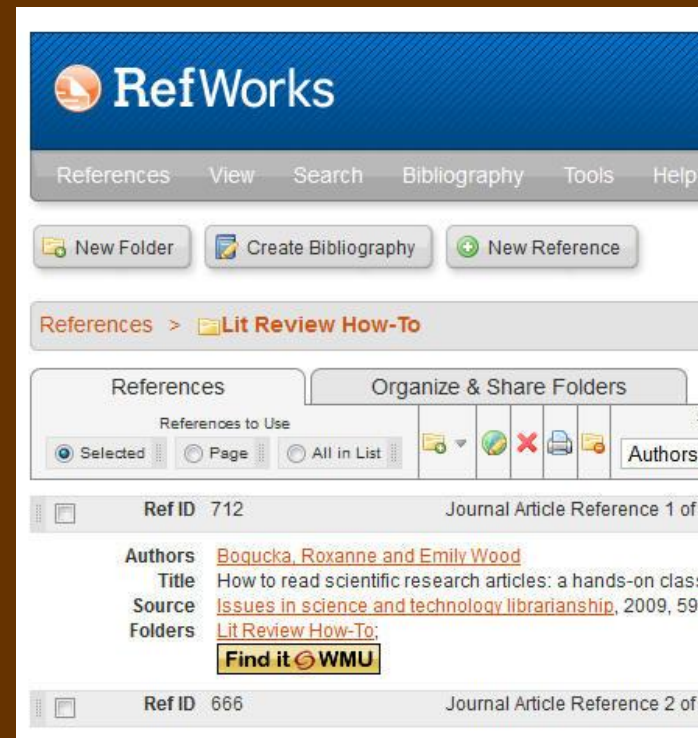 RefWorks
References View Search Bibliography Tools Help
New Folder Create Bibliography New Reference
References > Lit Review How-To
References Organize & Share Folders
References to Use
Selected Page All in List Authors
Ref ID 712 Journal Article Reference 1 of
Authors Bogucka, Roxanne and Emily Wood
Title How to read scientific research articles: a hands-on clas
Source Issues in science and technology librarianship, 2009, 59
Folders Lit Review How-To;
Find it WMU
Ref ID 666 Journal Article Reference 2 of